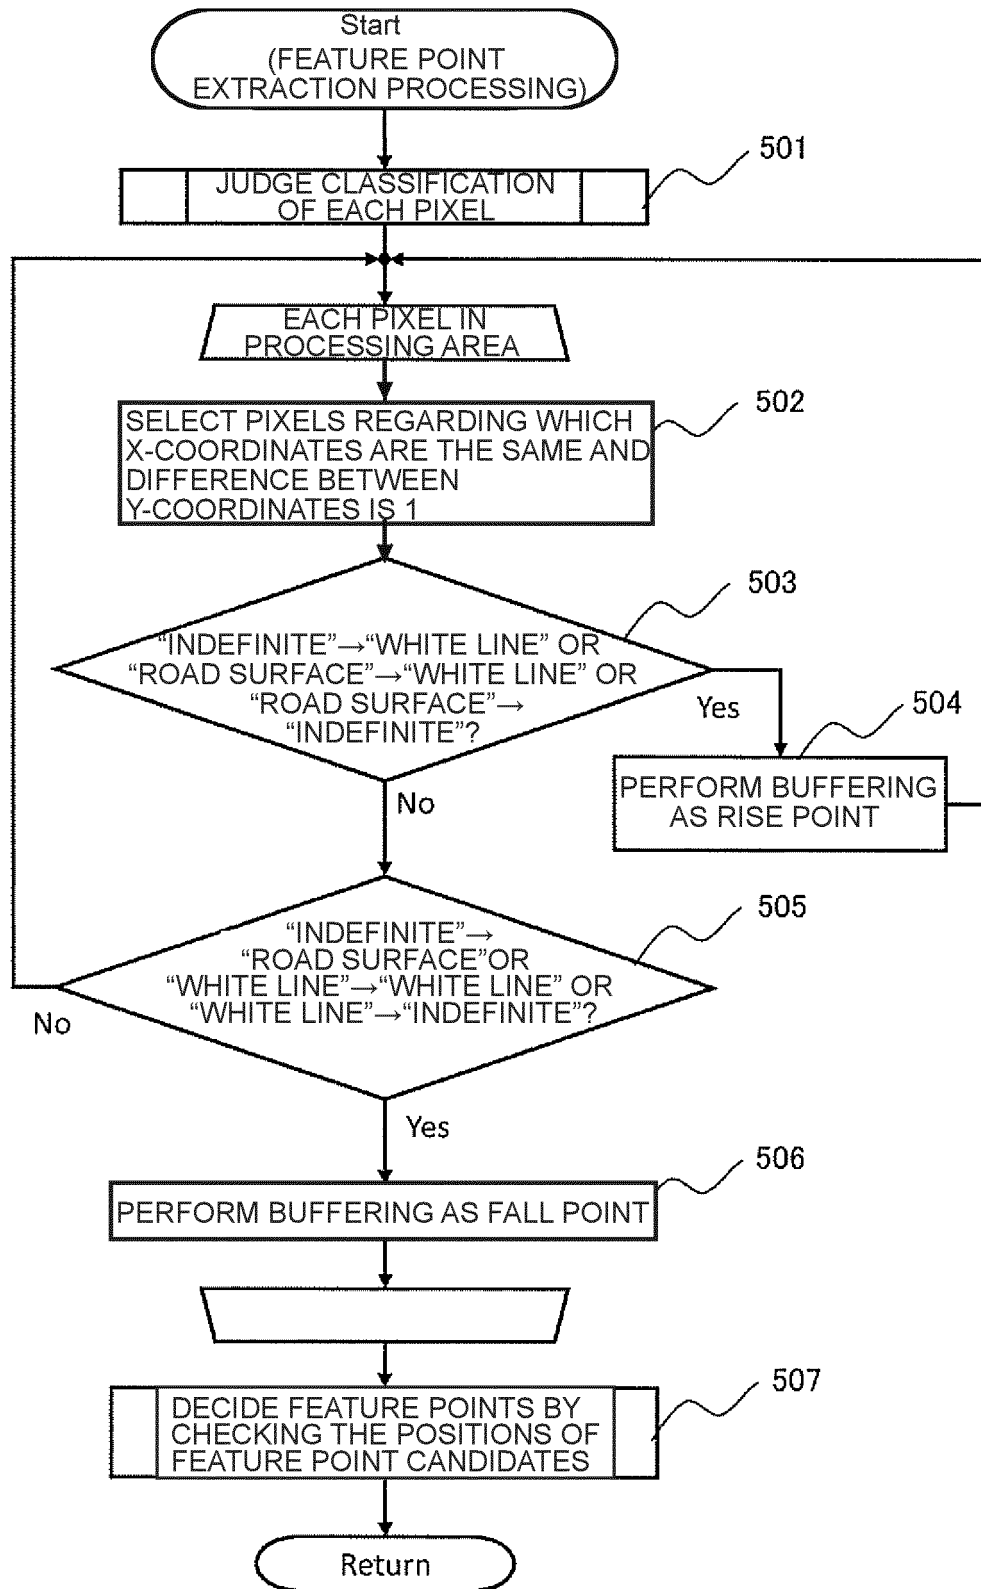 Start
(FEATURE POINT
EXTRACTION PROCESSING)
501
JUDGE CLASSIFICATION
OF EACH PIXEL
EACH PIXEL IN
PROCESSING AREA
502
SELECT PIXELS REGARDING WHICH
X-COORDINATES ARE THE SAME AND
DIFFERENCE BETWEEN
Y-COORDINATES IS 1
503
“INDEFINITE”→“WHITE LINE” OR
“ROAD SURFACE”→“WHITE LINE” OR
“ROAD SURFACE”→
“INDEFINITE”?
Yes
504
PERFORM BUFFERING
AS RISE POINT
No
505
“INDEFINITE”→
“ROAD SURFACE”OR
“WHITE LINE”→“WHITE LINE” OR
“WHITE LINE”→“INDEFINITE”?
No
Yes
506
PERFORM BUFFERING AS FALL POINT
507
DECIDE FEATURE POINTS BY
CHECKING THE POSITIONS OF
FEATURE POINT CANDIDATES
Return